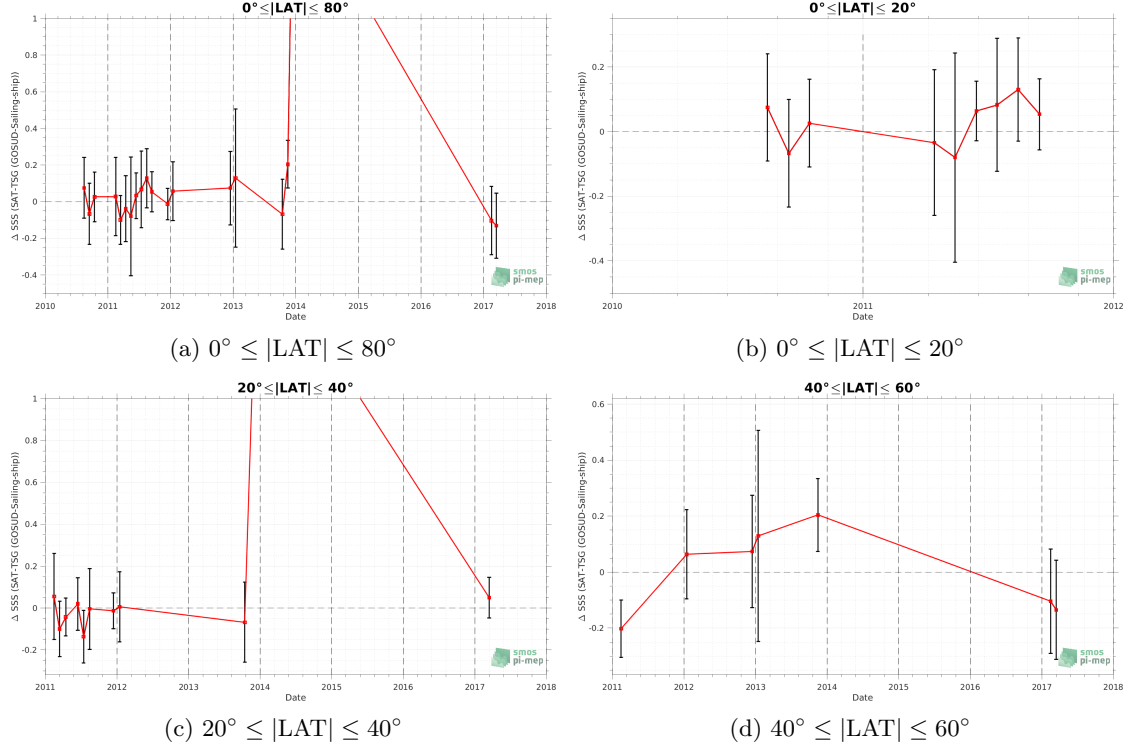 0°≤|LAT|≤ 80°
Δ SSS (SAT-TSG (GOSUD-Sailing-ship))
1
0.8
0.6
0.4
0.2
0
-0.2
-0.4
2010
2011
2012
2013
2014
2015
2016
2017
2018
Date
smos
pi-mep
(a) 0° ≤ |LAT| ≤ 80°
0°≤|LAT|≤ 20°
Δ SSS (SAT-TSG (GOSUD-Sailing-ship))
0.2
0
-0.2
-0.4
2010
2011
2012
Date
smos
pi-mep
(b) 0° ≤ |LAT| ≤ 20°
20°≤|LAT|≤ 40°
Δ SSS (SAT-TSG (GOSUD-Sailing-ship))
1
0.8
0.6
0.4
0.2
0
-0.2
2011
2012
2013
2014
2015
2016
2017
2018
Date
smos
pi-mep
(c) 20° ≤ |LAT| ≤ 40°
40°≤|LAT|≤ 60°
Δ SSS (SAT-TSG (GOSUD-Sailing-ship))
0.6
0.4
0.2
0
-0.2
2011
2012
2013
2014
2015
2016
2017
2018
Date
smos
pi-mep
(d) 40° ≤ |LAT| ≤ 60°